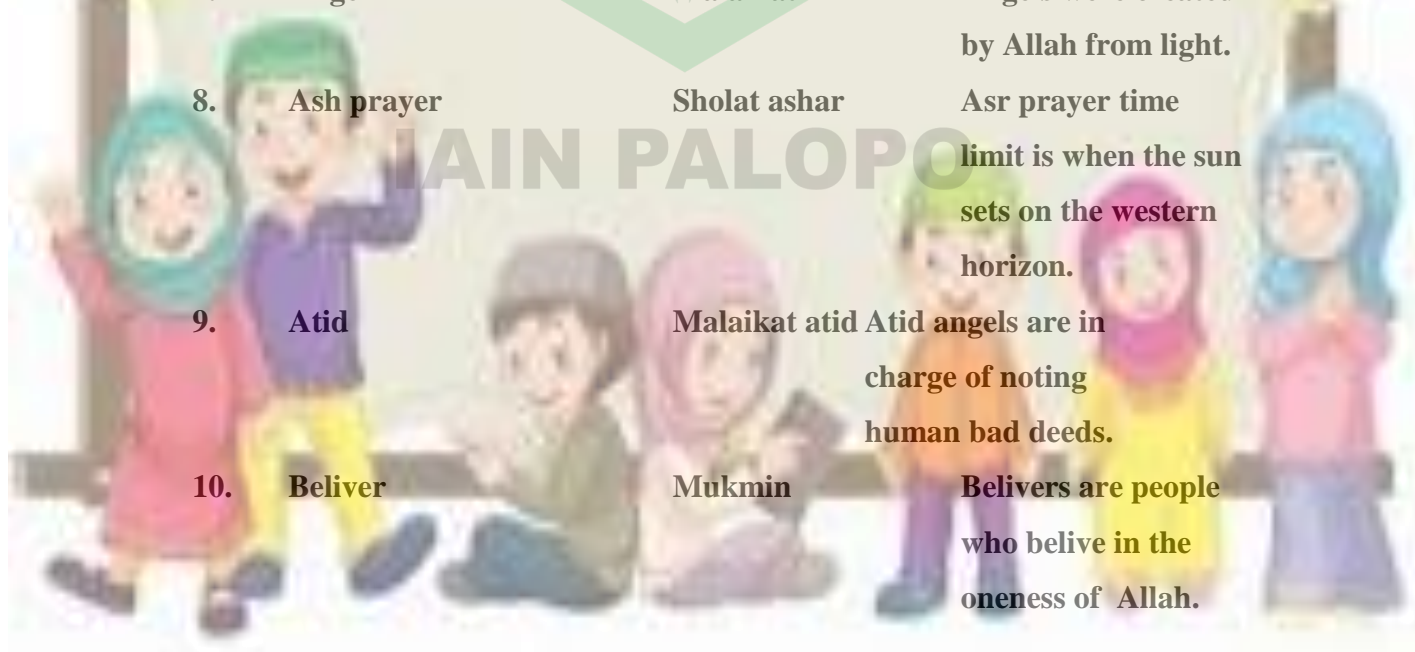 by Allah from light.
8. Ash prayer Sholat ashar Asr prayer time
limit is when the sun
sets on the western
horizon.
9. Atid Malaikat atid Atid angels are in
charge of noting
human bad deeds.
10. Beliver Mukmin Belivers are people
who belive in the
oneness of Allah.
IAIN PALOPO